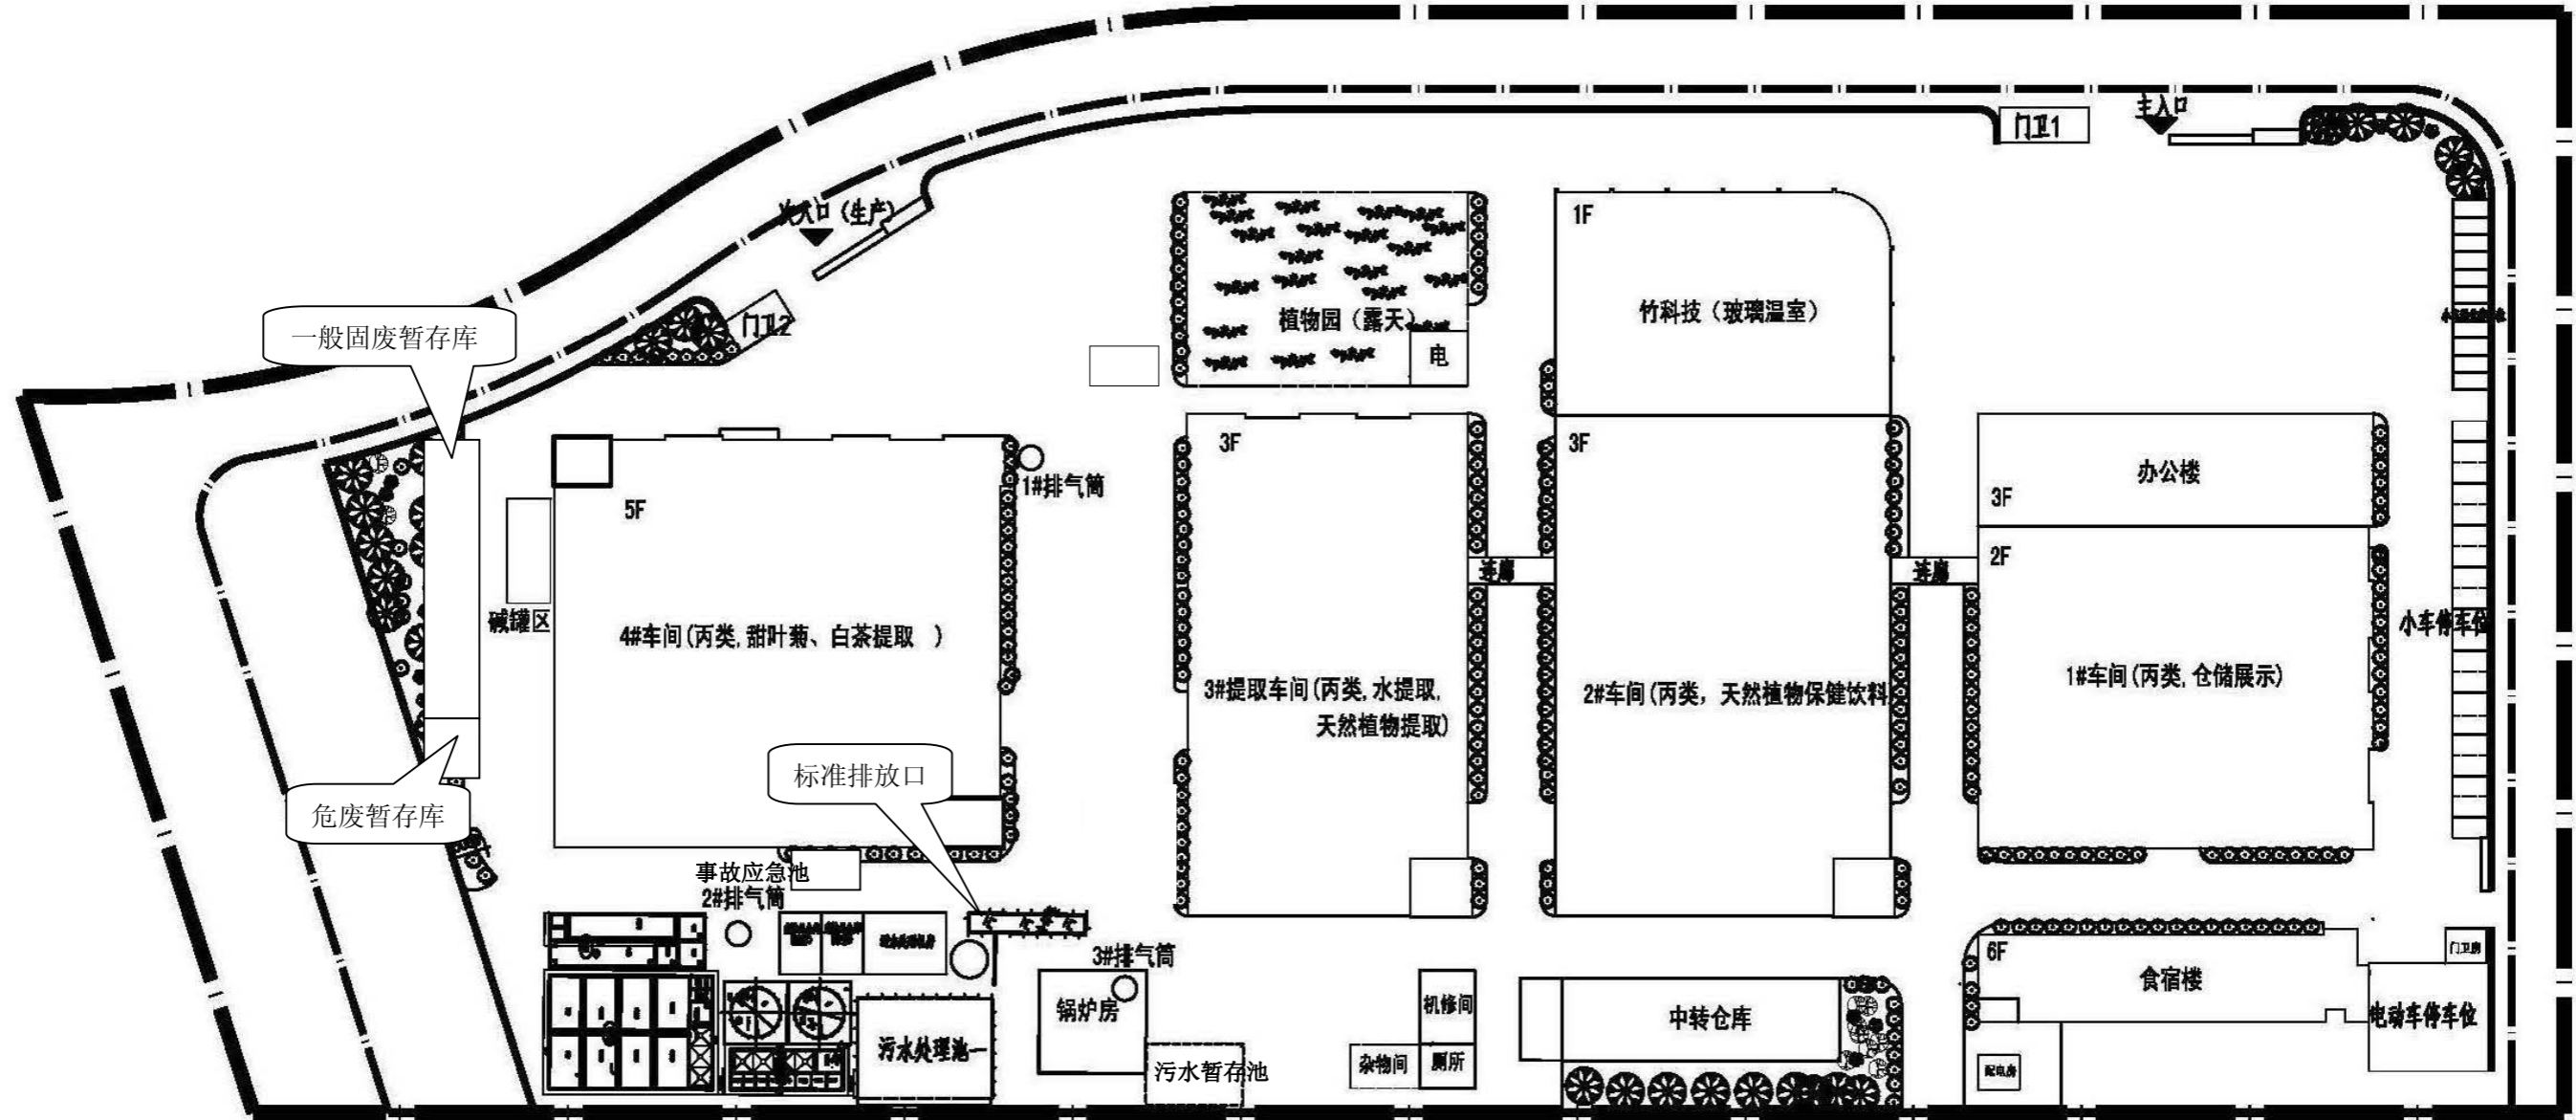 主入口
门卫1
次入口（生产）
1F
植物园（露天）
竹科技（玻璃温室）
门卫2
一般固废暂存库
电
3F
3F
办公楼
3F
1#排气筒
5F
2F
连廊
连廊
碱罐区
4#车间(丙类,甜叶菊、白茶提取 )
小车停车位
3#提取车间(丙类,水提取,
天然植物提取)
2#车间(丙类，天然植物保健饮料
1#车间(丙类,仓储展示)
标准排放口
危废暂存库
事故应急池
2#排气筒
3#排气筒
6F
食宿楼
门卫房
锅炉房
机修间
中转仓库
电动车停车位
污水处理池一
污水暂存池
杂物间
厕所
配电房